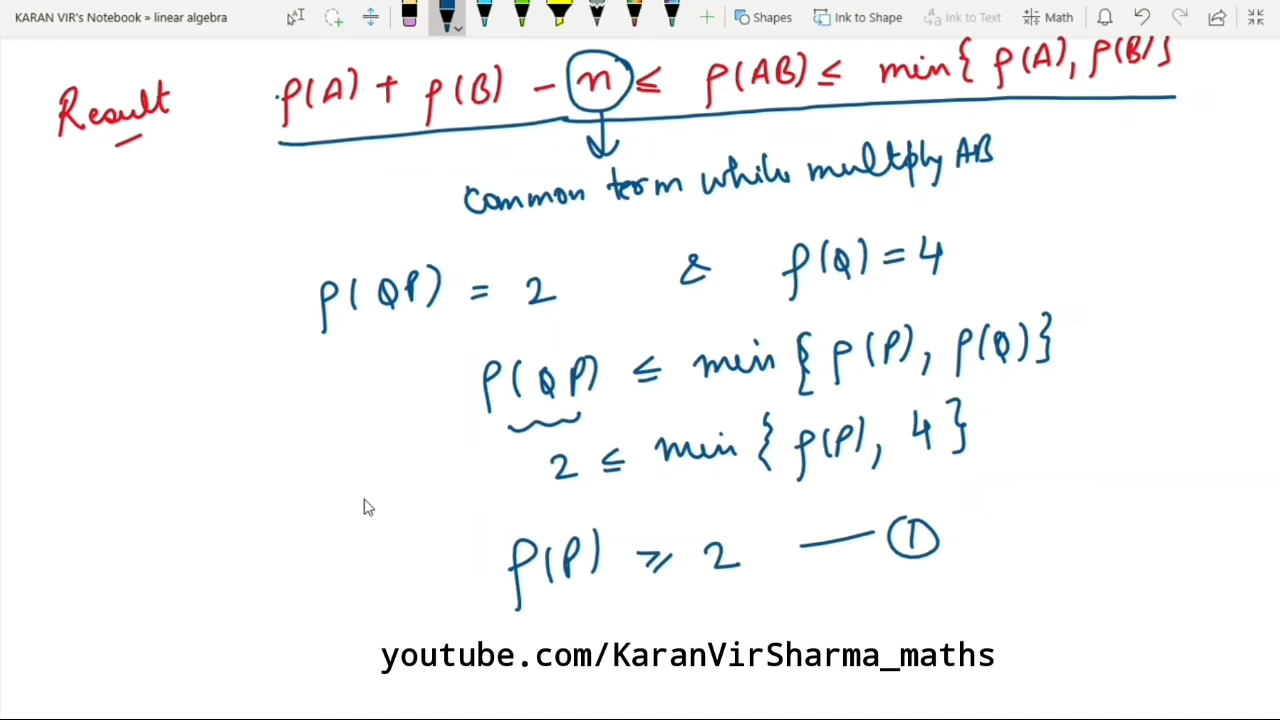 KARAN VIR's Notebook » linear algebra
Shapes
Ink to Shape
Ink to Text
Math
Result ρ(A) + ρ(B) - n ≤ ρ(AB) ≤ min{ ρ(A), ρ(B) }
Common term while multply AB
ρ(QP) = 2 & ρ(Q) = 4
ρ(QP) ≤ min { ρ(P), ρ(Q) }
2 ≤ min { ρ(P), 4 }
ρ(P) ≥ 2 — ①
youtube.com/KaranVirSharma_maths